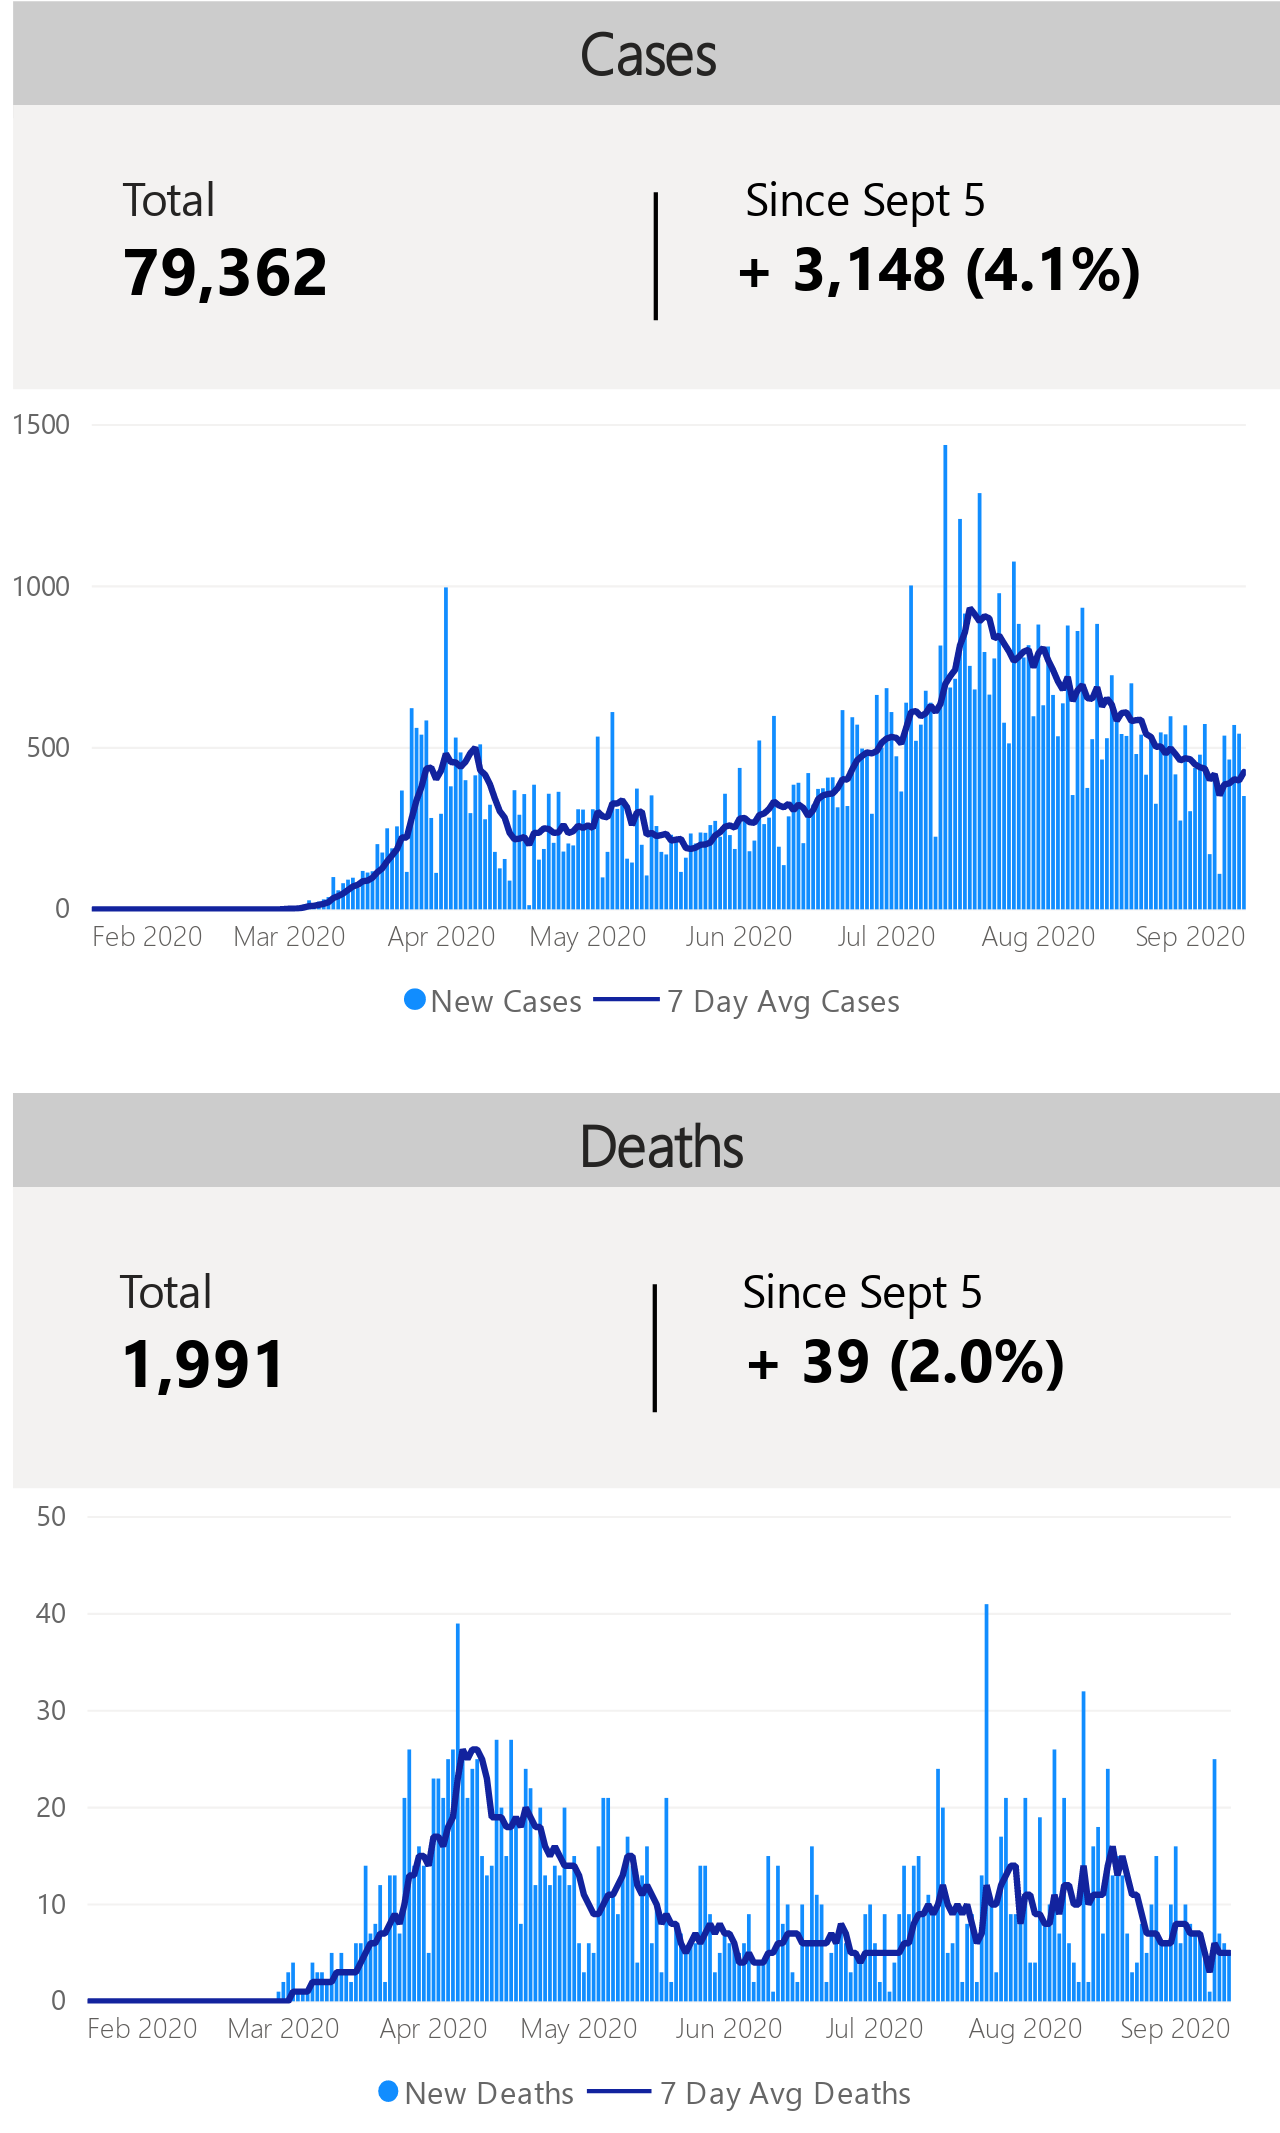 Cases
Total
Since Sept 5
79,362
+ 3,148 (4.1%)
1500
1000
500
0
Feb 2020 Mar 2020 Apr 2020 May 2020 Jun 2020 Jul 2020 Aug 2020 Sep 2020
New Cases 7 Day Avg Cases
Deaths
Total
Since Sept 5
1,991
+ 39 (2.0%)
50
40
30
20
10
0
Feb 2020 Mar 2020 Apr 2020 May 2020 Jun 2020 Jul 2020 Aug 2020 Sep 2020
New Deaths 7 Day Avg Deaths